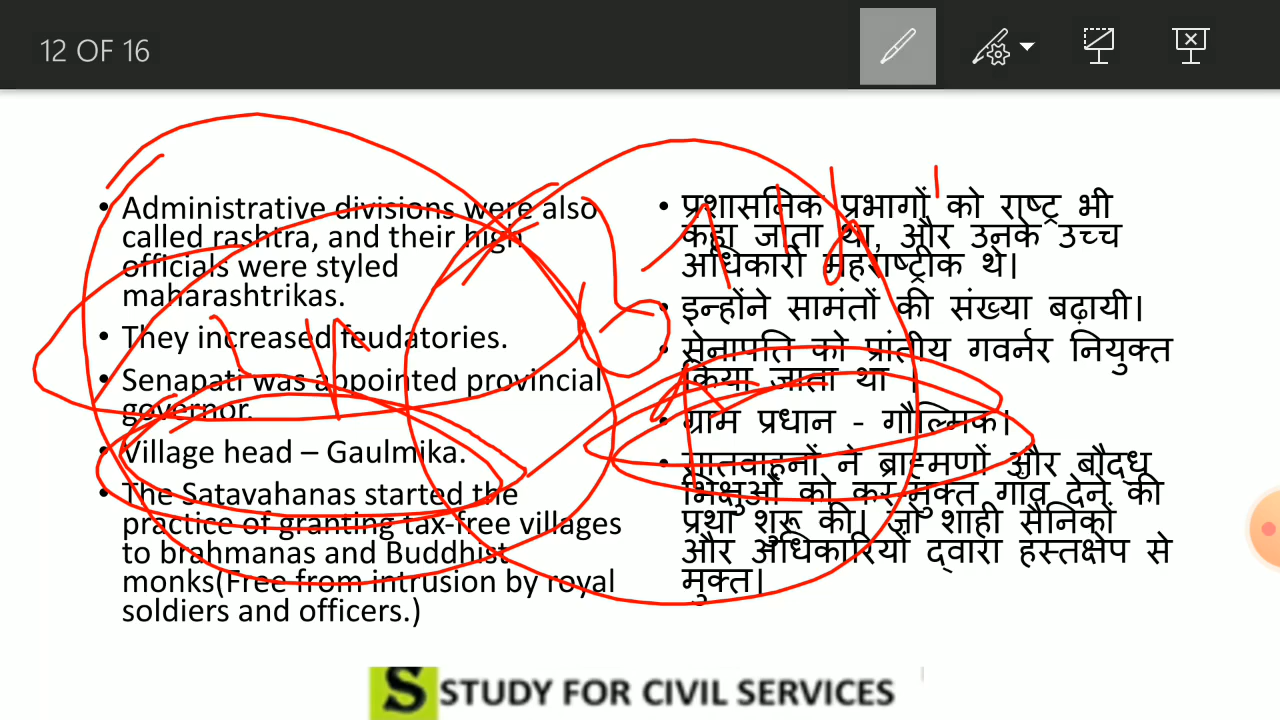 12 OF 16
• Administrative divisions were also
called rashtra, and their high
officials were styled
maharashtrikas.
• They increased feudatories.
• Senapati was appointed provincial
governor.
• Village head – Gaulmika.
• The Satavahanas started the
practice of granting tax-free villages
to brahmanas and Buddhist
monks(Free from intrusion by royal
soldiers and officers.)
• प्रशासनिक प्रभागों को राष्ट्र भी
कहा जाता था, और उनके उच्च
अधिकारी महराष्ट्रीक थे।
• इन्होंने सामंतों की संख्या बढ़ायी।
• सेनापति को प्रांतीय गवर्नर नियुक्त
किया जाता था ।
• ग्राम प्रधान - गौल्मिक।
• सातवाहनों ने ब्राह्मणों और बौद्ध
भिक्षुओं को कर मुक्त गाँव देने की
प्रथा शुरू की। जो शाही सैनिकों
और अधिकारियों द्वारा हस्तक्षेप से
मुक्त।
S STUDY FOR CIVIL SERVICES